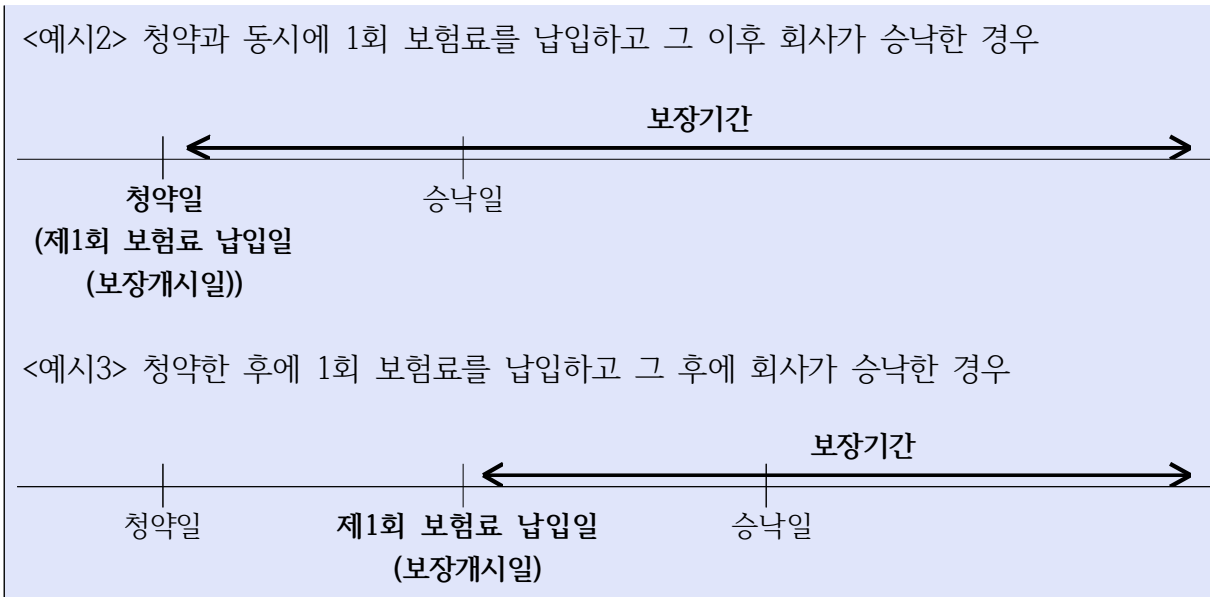 <예시2> 청약과 동시에 1회 보험료를 납입하고 그 이후 회사가 승낙한 경우
보장기간
청약일 승낙일
(제1회 보험료 납입일
(보장개시일))
<예시3> 청약한 후에 1회 보험료를 납입하고 그 후에 회사가 승낙한 경우
보장기간
청약일 제1회 보험료 납입일 승낙일
(보장개시일)